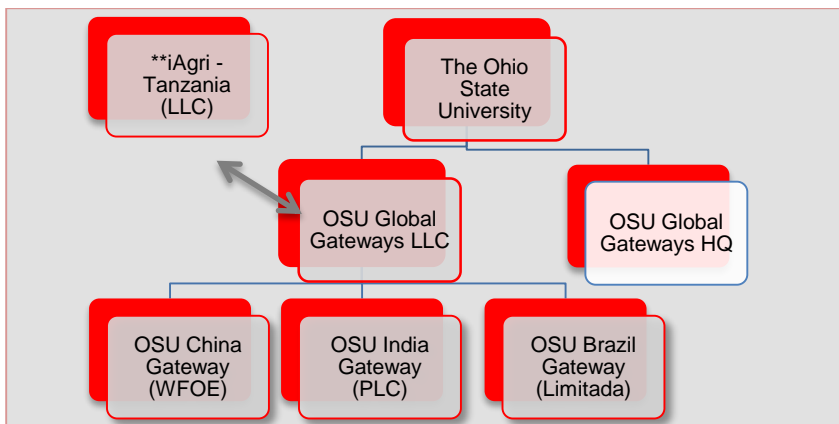 **iAgri -
Tanzania
(LLC)
The Ohio
State
University
OSU Global
Gateways LLC
OSU Global
Gateways HQ
OSU China
Gateway
(WFOE)
OSU India
Gateway
(PLC)
OSU Brazil
Gateway
(Limitada)